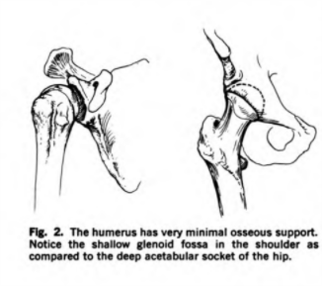 Fig. 2. The humerus has very minimal osseous support.
Notice the shallow glenoid fossa in the shoulder as
compared to the deep acetabular socket of the hip.